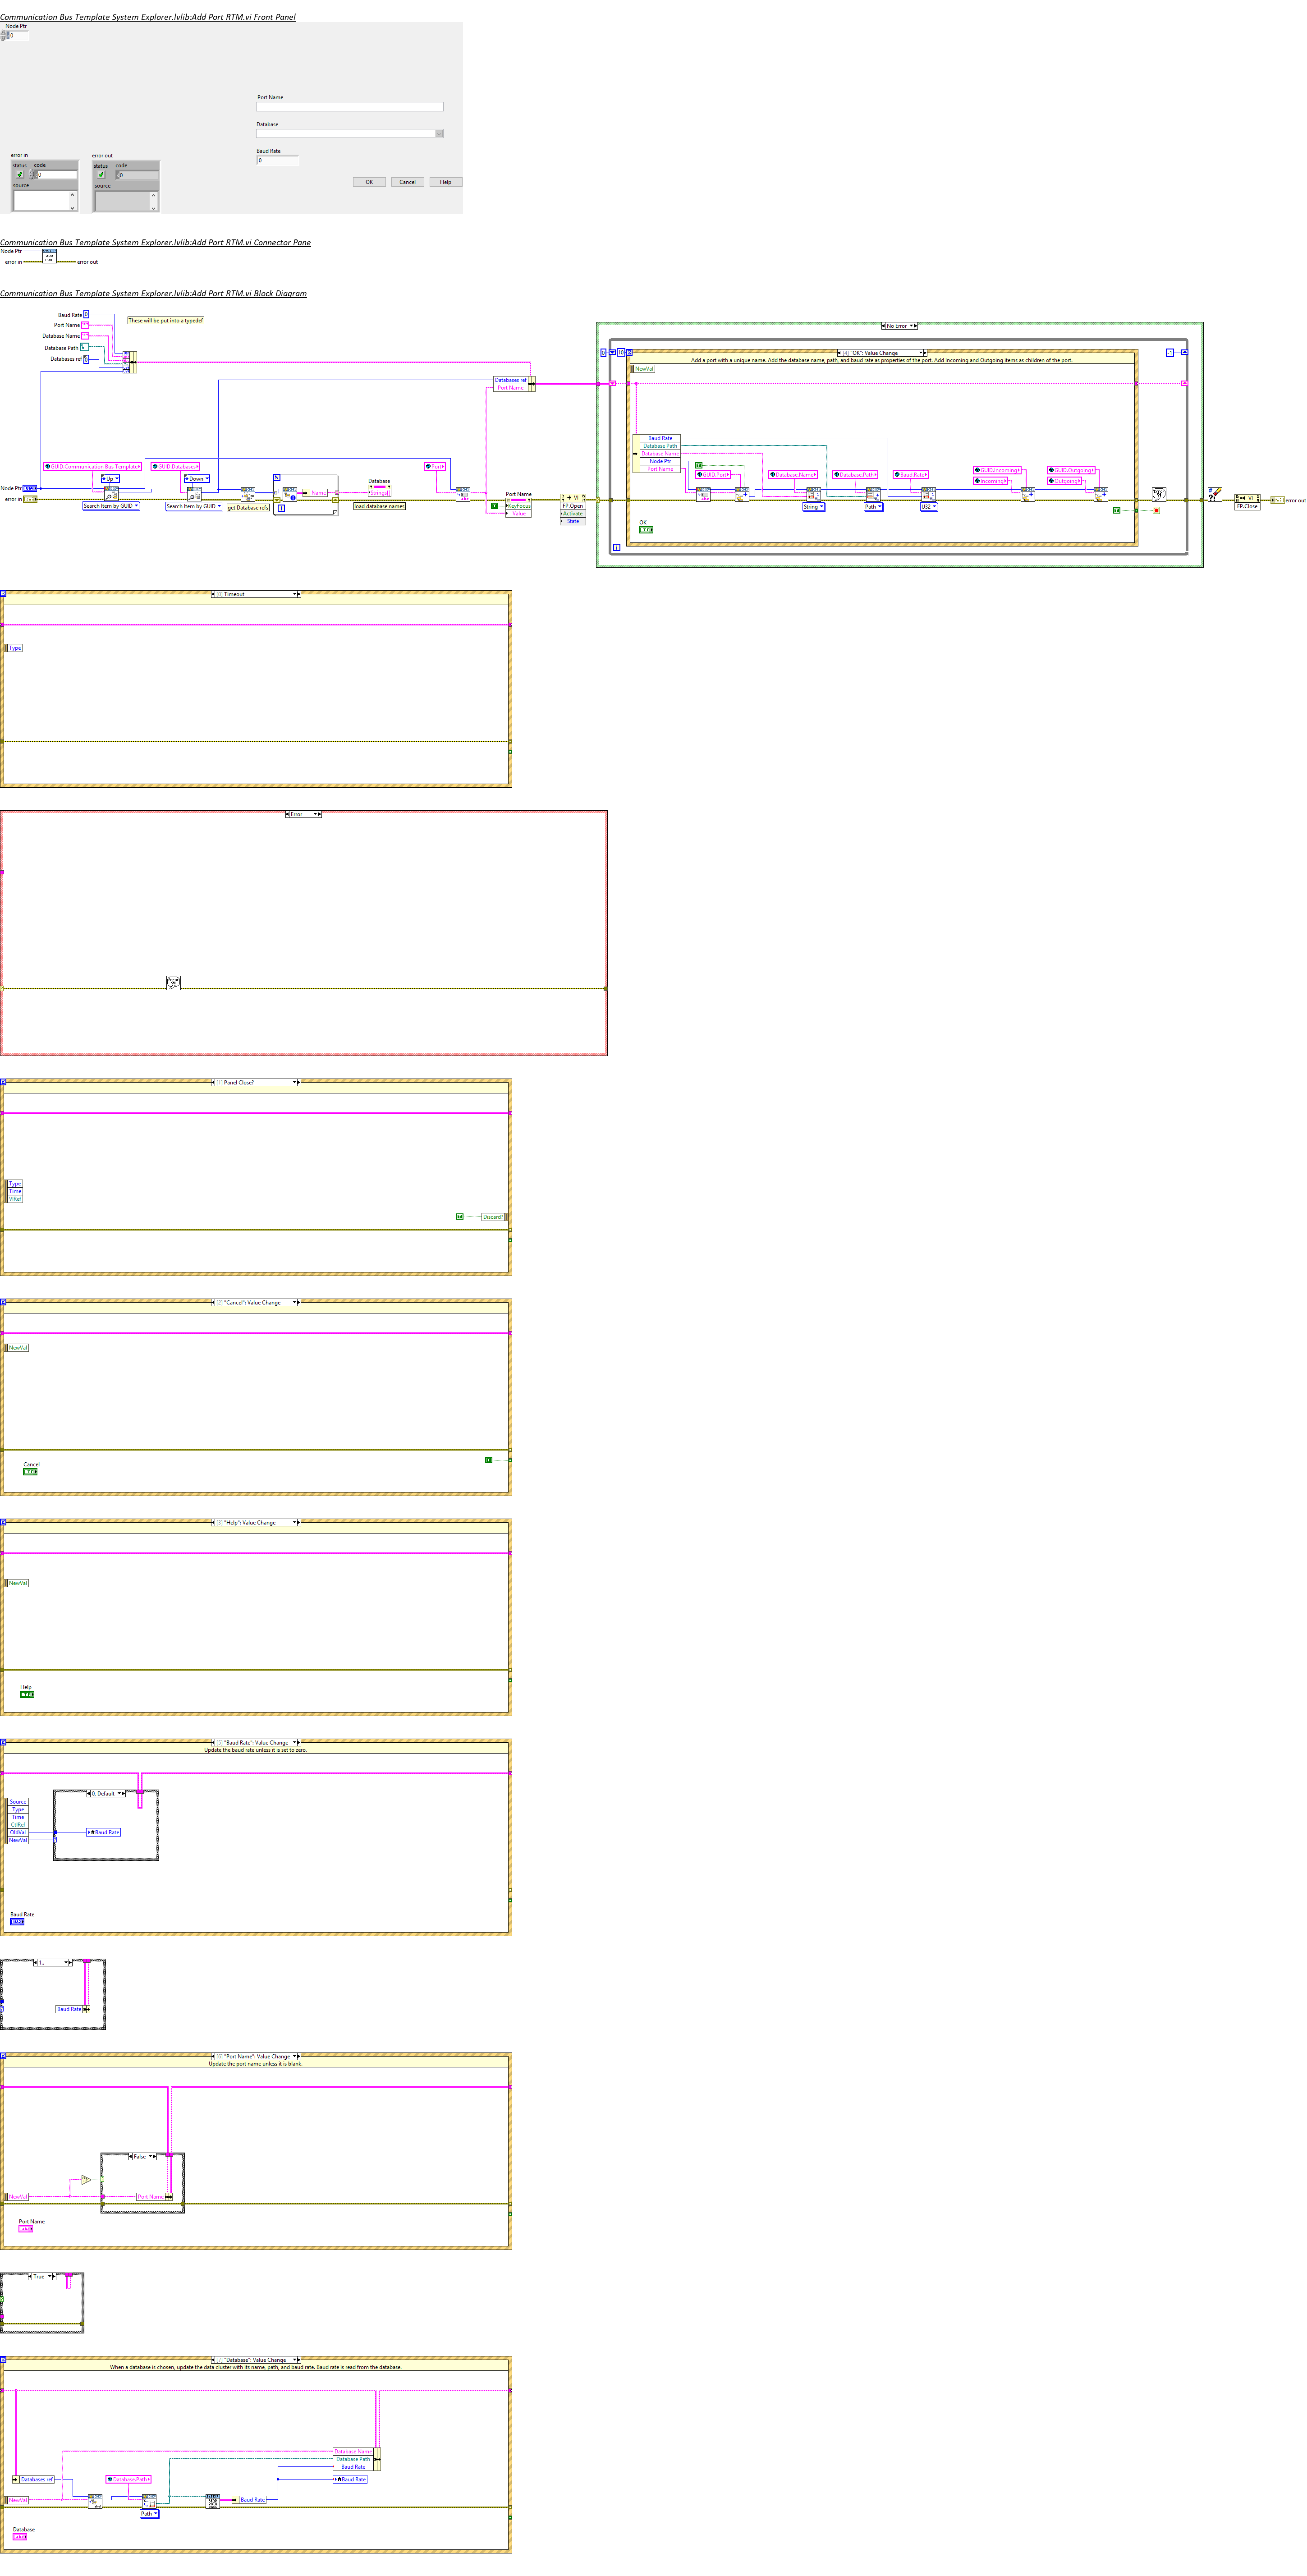 Communication Bus Template System Explorer.lvlib:Add Port RTM.vi Front Panel
Node Ptr
0
Port Name
Database
Baud Rate
0
error in
status code
0
source
error out
status code
0
source
OK Cancel Help
Communication Bus Template System Explorer.lvlib:Add Port RTM.vi Connector Pane
Node Ptr
ADD PORT
error in
error out
Communication Bus Template System Explorer.lvlib:Add Port RTM.vi Block Diagram
Baud Rate
Port Name
Database Name
Database Path
Databases ref
These will be put into a typedef
Databases ref
Port Name
GUID.Communication Bus Template
GUID.Databases
Up
Down
Node Ptr
error in
Search Item by GUID
Search Item by GUID
get Database refs
N
Name
i
Database
Strings[]
load database names
Port
Port Name
KeyFocus
Value
VI
FP.Open
Activate
State
No Error
0
10
[4] "OK": Value Change
-1
Add a port with a unique name. Add the database name, path, and baud rate as properties of the port. Add Incoming and Outgoing items as children of the port.
NewVal
Baud Rate
Database Path
Database Name
Node Ptr
Port Name
GUID.Port
Database.Name
Database.Path
Baud.Rate
GUID.Incoming
Incoming
GUID.Outgoing
Outgoing
String
Path
U32
OK
i
VI
FP.Close
error out
[0] Timeout
Type
Error
[1] Panel Close?
Type
Time
VIRef
Discard?
[2] "Cancel": Value Change
NewVal
Cancel
[3] "Help": Value Change
NewVal
Help
[5] "Baud Rate": Value Change
Update the baud rate unless it is set to zero.
0, Default
Source
Type
Time
CtlRef
OldVal
NewVal
Baud Rate
Baud Rate
U32
1..
Baud Rate
[6] "Port Name": Value Change
Update the port name unless it is blank.
False
NewVal
Port Name
Port Name
True
[7] "Database": Value Change
When a database is chosen, update the data cluster with its name, path, and baud rate. Baud rate is read from the database.
Database Name
Database Path
Baud Rate
Databases ref
Database.Path
Baud Rate
NewVal
READ DATA BASE
Baud Rate
Path
Database